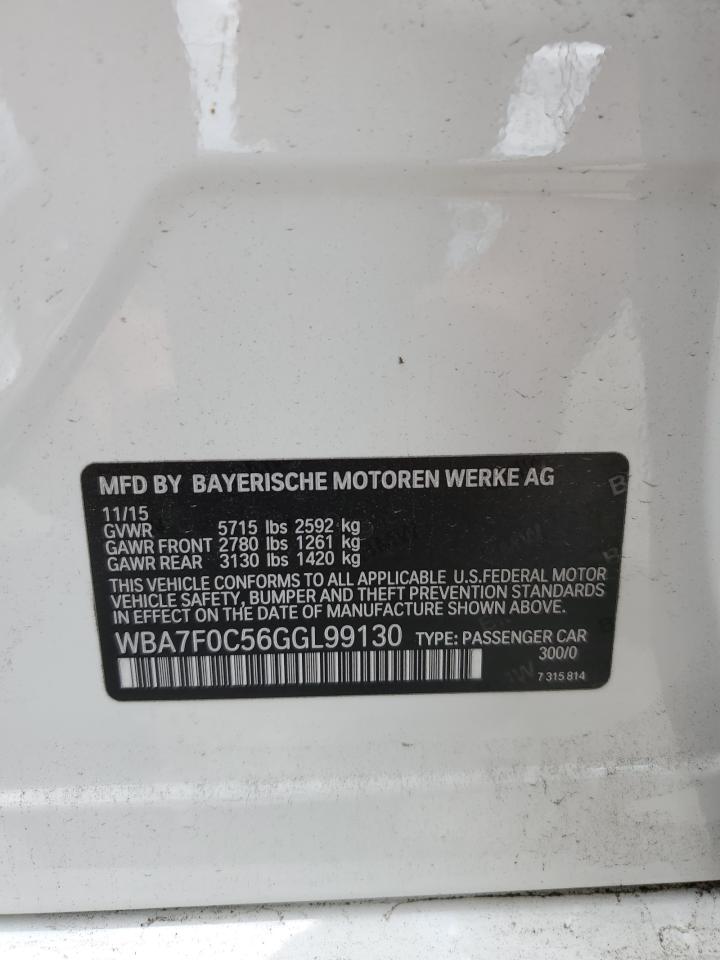 MFD BY BAYERISCHE MOTOREN WERKE AG
11/15
GVWR 5715 lbs 2592 kg
GAWR FRONT 2780 lbs 1261 kg
GAWR REAR 3130 lbs 1420 kg
THIS VEHICLE CONFORMS TO ALL APPLICABLE U.S.FEDERAL MOTOR
VEHICLE SAFETY, BUMPER AND THEFT PREVENTION STANDARDS
IN EFFECT ON THE DATE OF MANUFACTURE SHOWN ABOVE.
WBA7F0C56GGL99130 TYPE: PASSENGER CAR
300/0
7 315 814